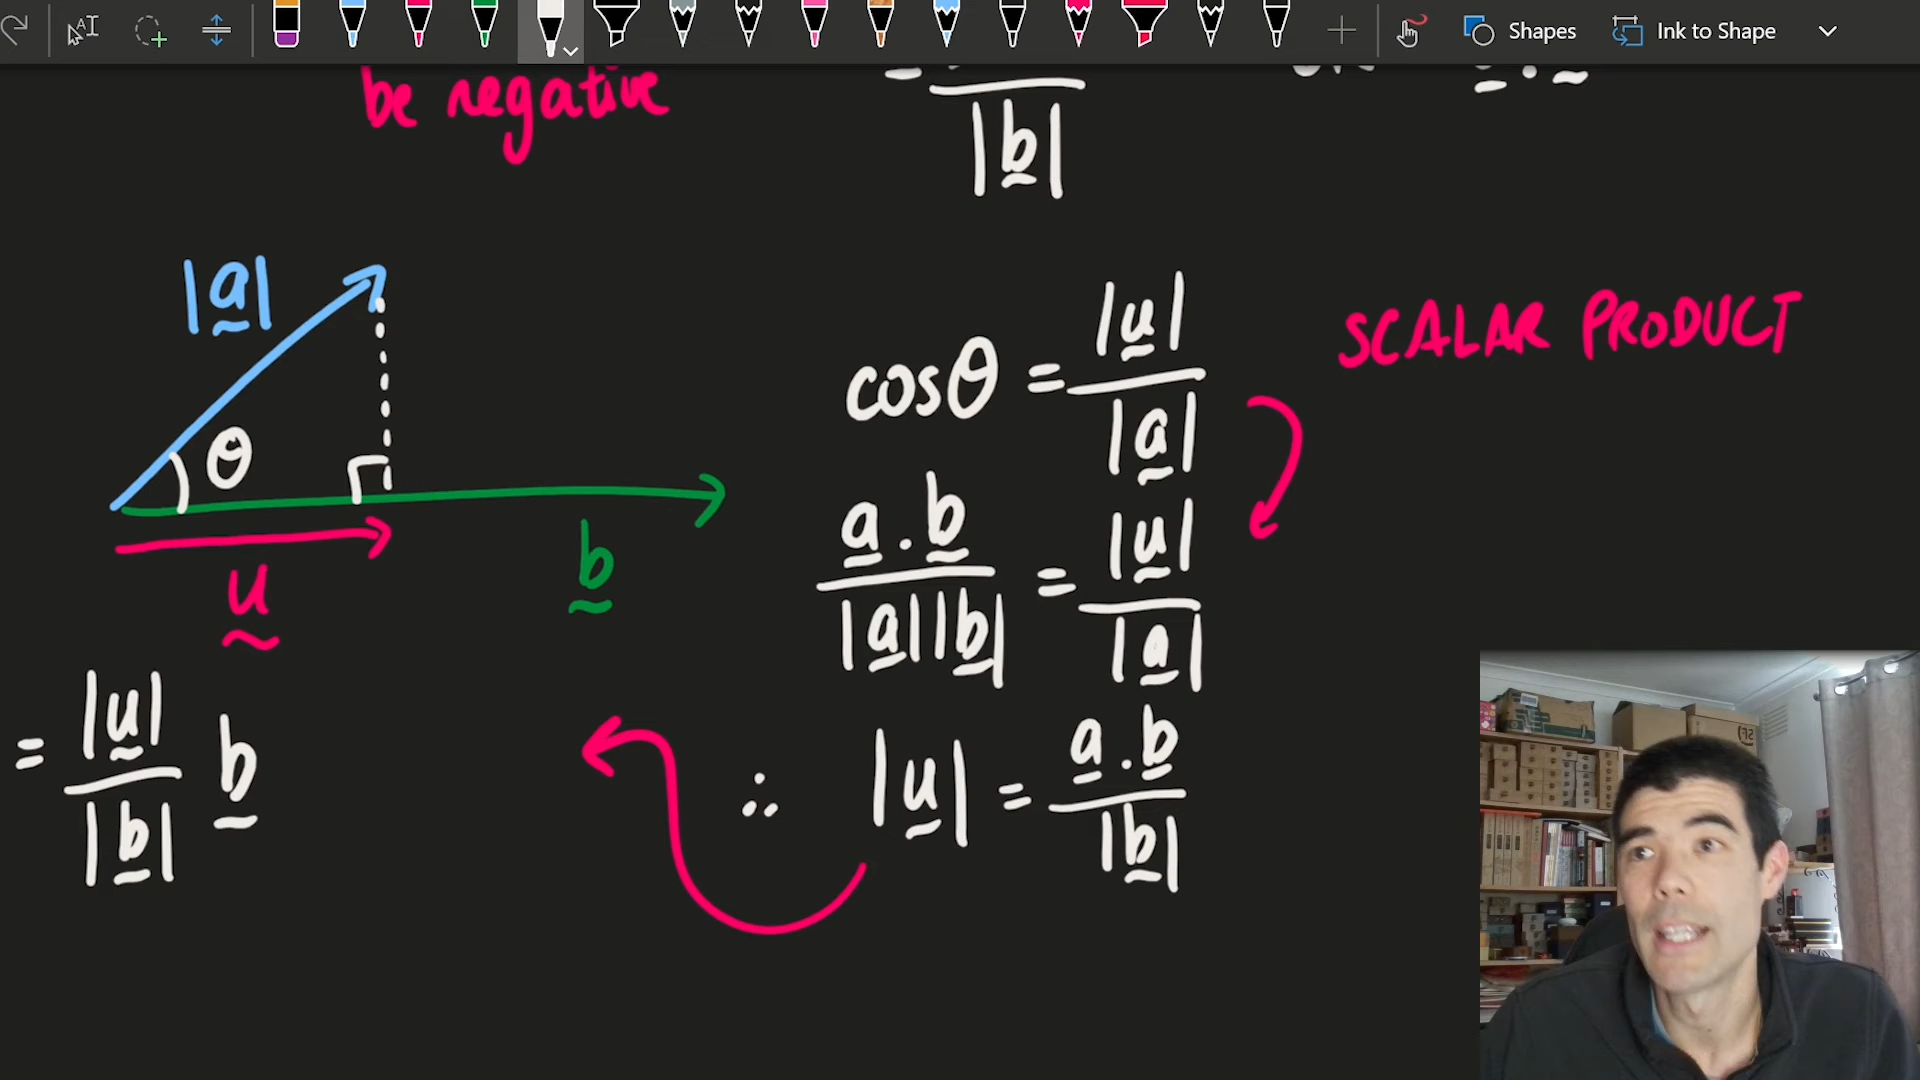 Shapes
Ink to Shape
be negative
|b|
|a|
θ
u
b
cosθ = |u| / |a|
SCALAR PRODUCT
a . b / |a||b| = |u| / |a|
= |u| / |b| b
∴ |u| = a . b / |b|